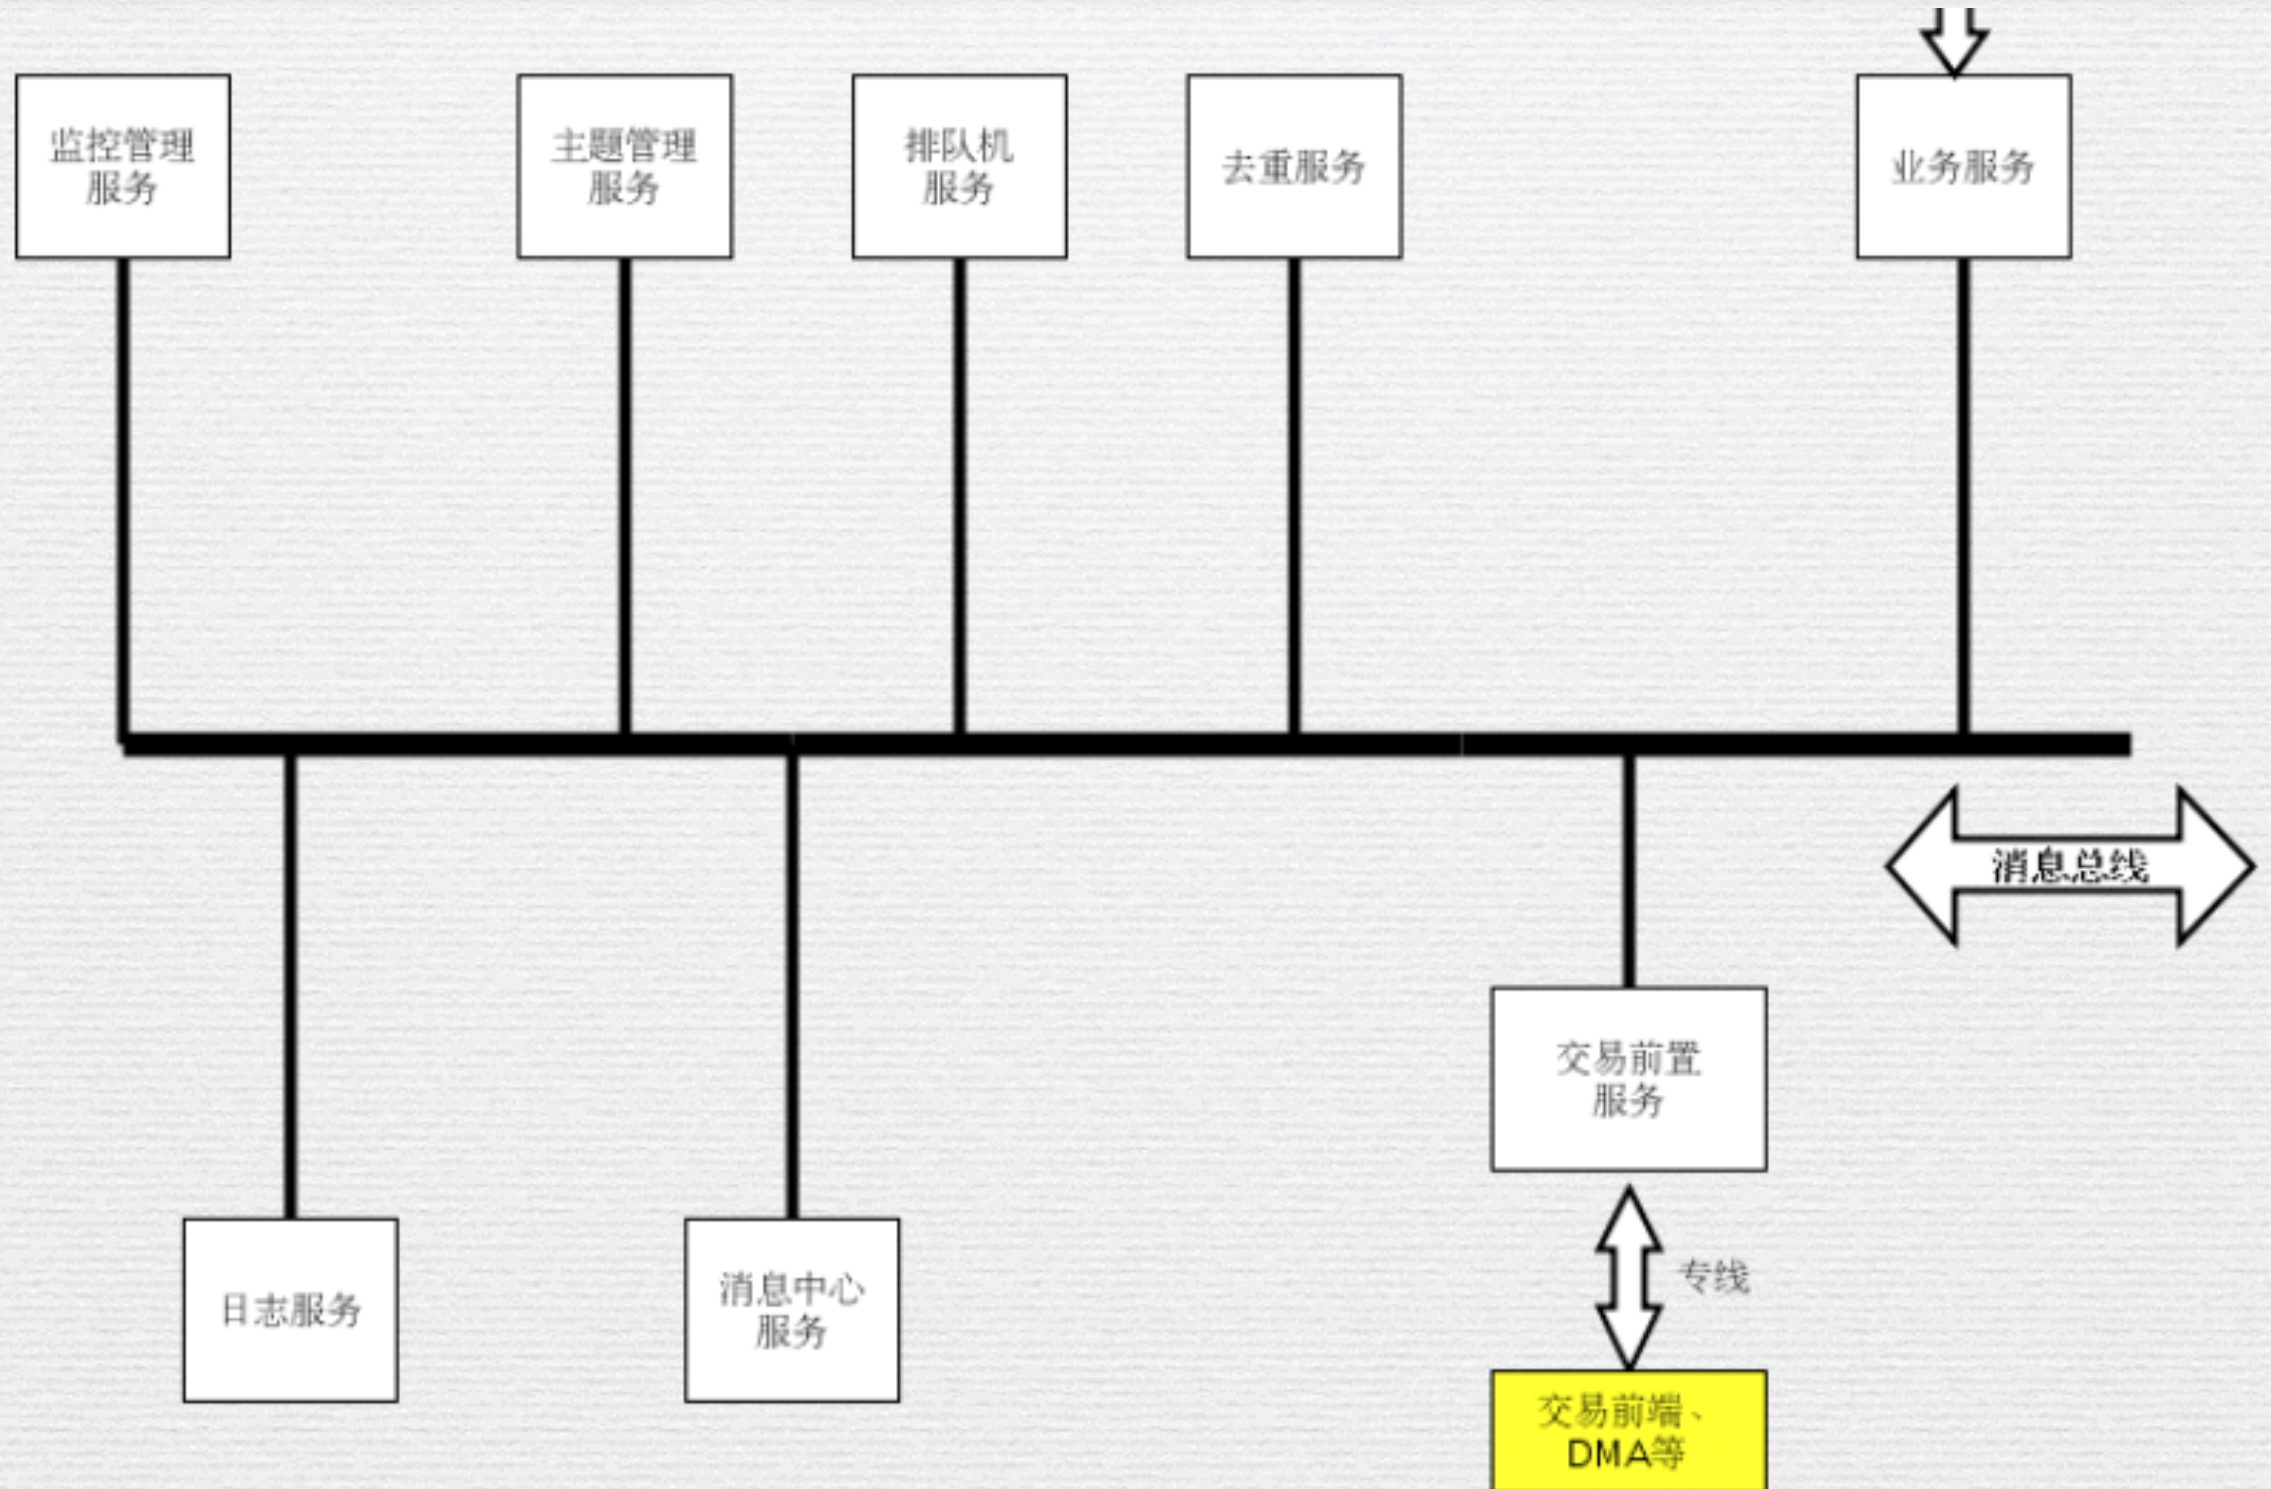 监控管理
服务
主题管理
服务
排队机
服务
去重服务
业务服务
消息总线
交易前置
服务
专线
日志服务
消息中心
服务
交易前端、
DMA等